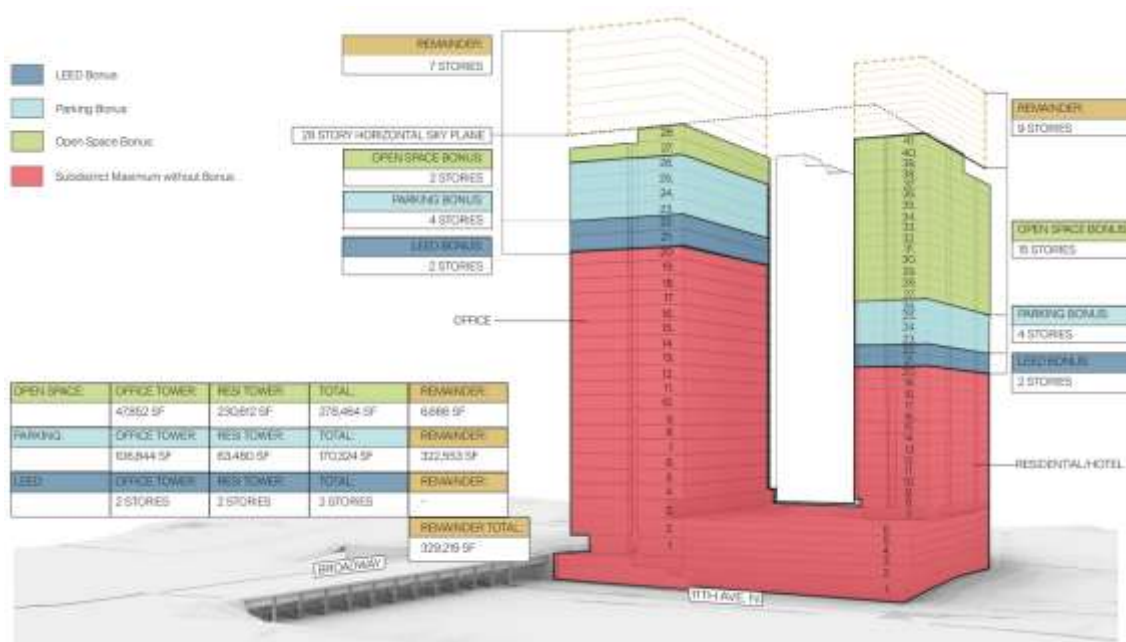 LEED Bonus
Parking Bonus
Open Space Bonus
Subdistrict Maximum without Bonus
REMAINDER:
7 STORIES
28 STORY HORIZONTAL SKY PLANE
OPEN SPACE BONUS:
2 STORIES
PARKING BONUS:
4 STORIES
LEED BONUS:
2 STORIES
OFFICE
REMAINDER:
9 STORIES
OPEN SPACE BONUS:
15 STORIES
PARKING BONUS:
4 STORIES
LEED BONUS:
2 STORIES
RESIDENTIAL/HOTEL
OPEN SPACE: OFFICE TOWER: RESI TOWER: TOTAL: REMAINDER:
47,852 SF 230,612 SF 278,464 SF 6,666 SF
PARKING: OFFICE TOWER: RESI TOWER: TOTAL: REMAINDER:
106,844 SF 63,480 SF 170,324 SF 322,553 SF
LEED: OFFICE TOWER: RESI TOWER: TOTAL: REMAINDER:
2 STORIES 2 STORIES 2 STORIES -
REMAINDER TOTAL:
329,219 SF
BROADWAY
11TH AVE. N